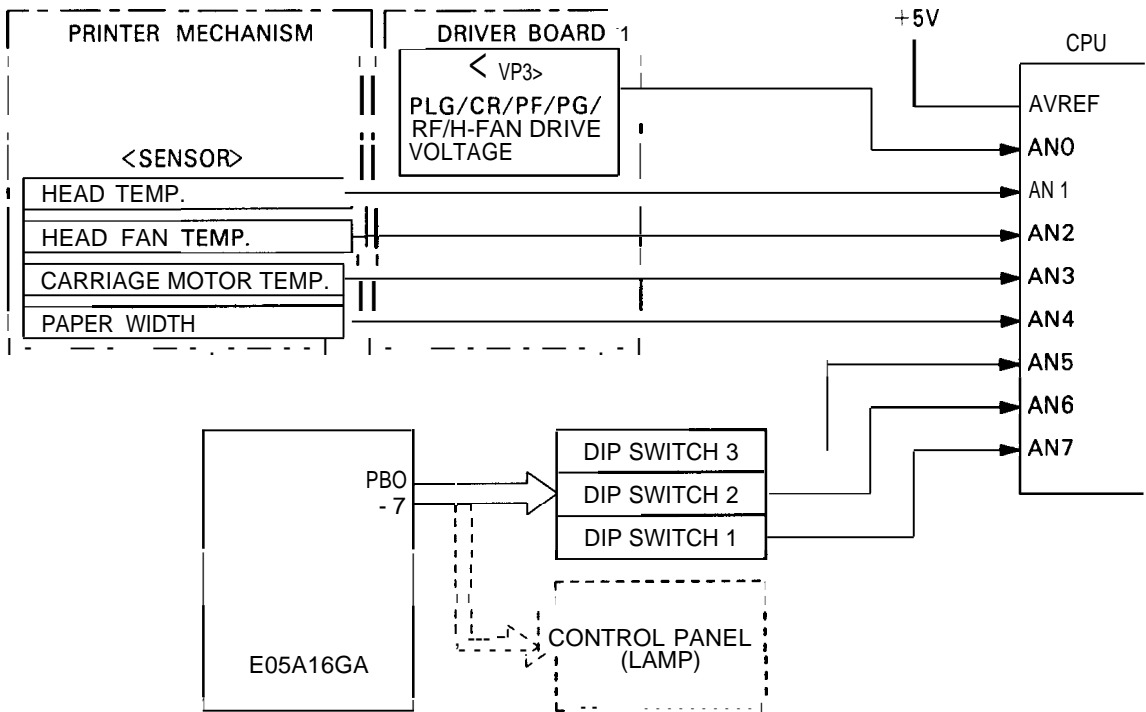 PRINTER MECHANISM
DRIVER BOARD 1
< VP3>
PLG/CR/PF/PG/
RF/H-FAN DRIVE
VOLTAGE
<SENSOR>
HEAD TEMP.
HEAD FAN TEMP.
CARRIAGE MOTOR TEMP.
PAPER WIDTH
+5V
CPU
AVREF
AN0
AN 1
AN2
AN3
AN4
AN5
AN6
AN7
PBO
- 7
E05A16GA
DIP SWITCH 3
DIP SWITCH 2
DIP SWITCH 1
CONTROL PANEL
(LAMP)